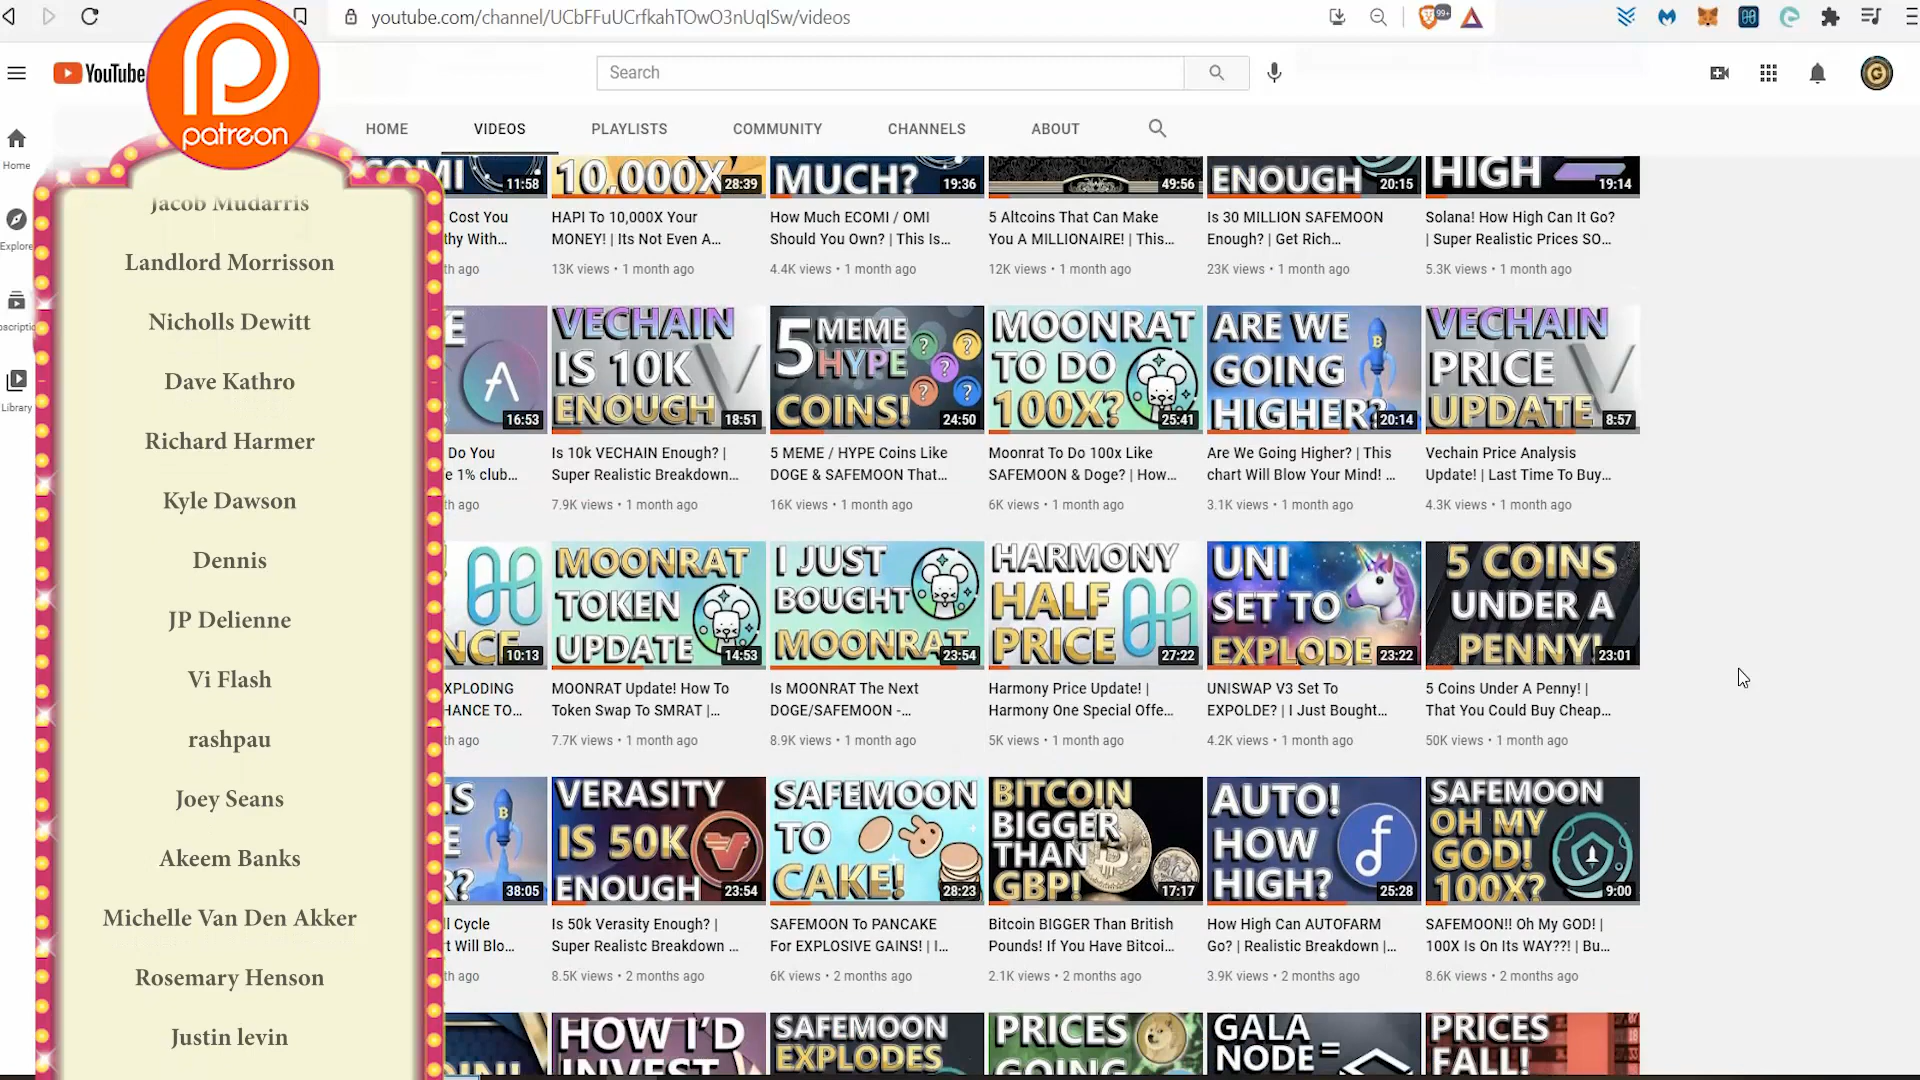 youtube.com/channel/UCbFFuUCrfkahTOwO3nUqISw/videos
99+
YouTube
Search
G
patreon
HOME
VIDEOS
PLAYLISTS
COMMUNITY
CHANNELS
ABOUT
Home
Explore
Library
Jacob Mudarris
Landlord Morrisson
Nicholls Dewitt
Dave Kathro
Richard Harmer
Kyle Dawson
Dennis
JP Delienne
Vi Flash
rashpau
Joey Seans
Akeem Banks
Michelle Van Den Akker
Rosemary Henson
Justin levin
11:58
10,000X
28:39
MUCH?
19:36
49:56
ENOUGH
20:15
HIGH
19:14
Cost You
thy With...
th ago
HAPI To 10,000X Your
MONEY! | Its Not Even A...
13K views • 1 month ago
How Much ECOMI / OMI
Should You Own? | This Is...
4.4K views • 1 month ago
5 Altcoins That Can Make
You A MILLIONAIRE! | This...
12K views • 1 month ago
Is 30 MILLION SAFEMOON
Enough? | Get Rich...
23K views • 1 month ago
Solana! How High Can It Go?
| Super Realistic Prices SO...
5.3K views • 1 month ago
E
16:53
VECHAIN
IS 10K
ENOUGH
18:51
5 MEME
HYPE
COINS!
24:50
MOONRAT
TO DO
100X?
25:41
ARE WE
GOING
HIGHER?
20:14
VECHAIN
PRICE
UPDATE
8:57
Do You
e 1% club...
th ago
Is 10k VECHAIN Enough? |
Super Realistic Breakdown...
7.9K views • 1 month ago
5 MEME / HYPE Coins Like
DOGE & SAFEMOON That...
16K views • 1 month ago
Moonrat To Do 100x Like
SAFEMOON & Doge? | How...
6K views • 1 month ago
Are We Going Higher? | This
chart Will Blow Your Mind! ...
3.1K views • 1 month ago
Vechain Price Analysis
Update! | Last Time To Buy...
4.3K views • 1 month ago
NCE
10:13
MOONRAT
TOKEN
UPDATE
14:53
I JUST
BOUGHT
MOONRAT
23:54
HARMONY
HALF
PRICE
27:22
UNI
SET TO
EXPLODE
23:22
5 COINS
UNDER A
PENNY!
23:01
XPLODING
HANCE TO...
th ago
MOONRAT Update! How To
Token Swap To SMRAT |...
7.7K views • 1 month ago
Is MOONRAT The Next
DOGE/SAFEMOON -...
8.9K views • 1 month ago
Harmony Price Update! |
Harmony One Special Offe...
5K views • 1 month ago
UNISWAP V3 Set To
EXPOLDE? | I Just Bought...
4.2K views • 1 month ago
5 Coins Under A Penny! |
That You Could Buy Cheap...
50K views • 1 month ago
38:05
VERASITY
IS 50K
ENOUGH
23:54
SAFEMOON
TO
CAKE!
28:23
BITCOIN
BIGGER
THAN
GBP!
17:17
AUTO!
HOW
HIGH?
25:28
SAFEMOON
OH MY
GOD!
100X?
9:00
ll Cycle
t Will Blo...
th ago
Is 50k Verasity Enough? |
Super Realistc Breakdown ...
8.5K views • 2 months ago
SAFEMOON To PANCAKE
For EXPLOSIVE GAINS! | I...
6K views • 2 months ago
Bitcoin BIGGER Than British
Pounds! If You Have Bitcoi...
2.1K views • 2 months ago
How High Can AUTOFARM
Go? | Realistic Breakdown |...
3.9K views • 2 months ago
SAFEMOON!! Oh My GOD! |
100X Is On Its WAY??! | Bu...
8.6K views • 2 months ago
HOW I'D
INVEST
SAFEMOON
EXPLODES
PRICES
GOING
GALA
NODE =
PRICES
FALL!